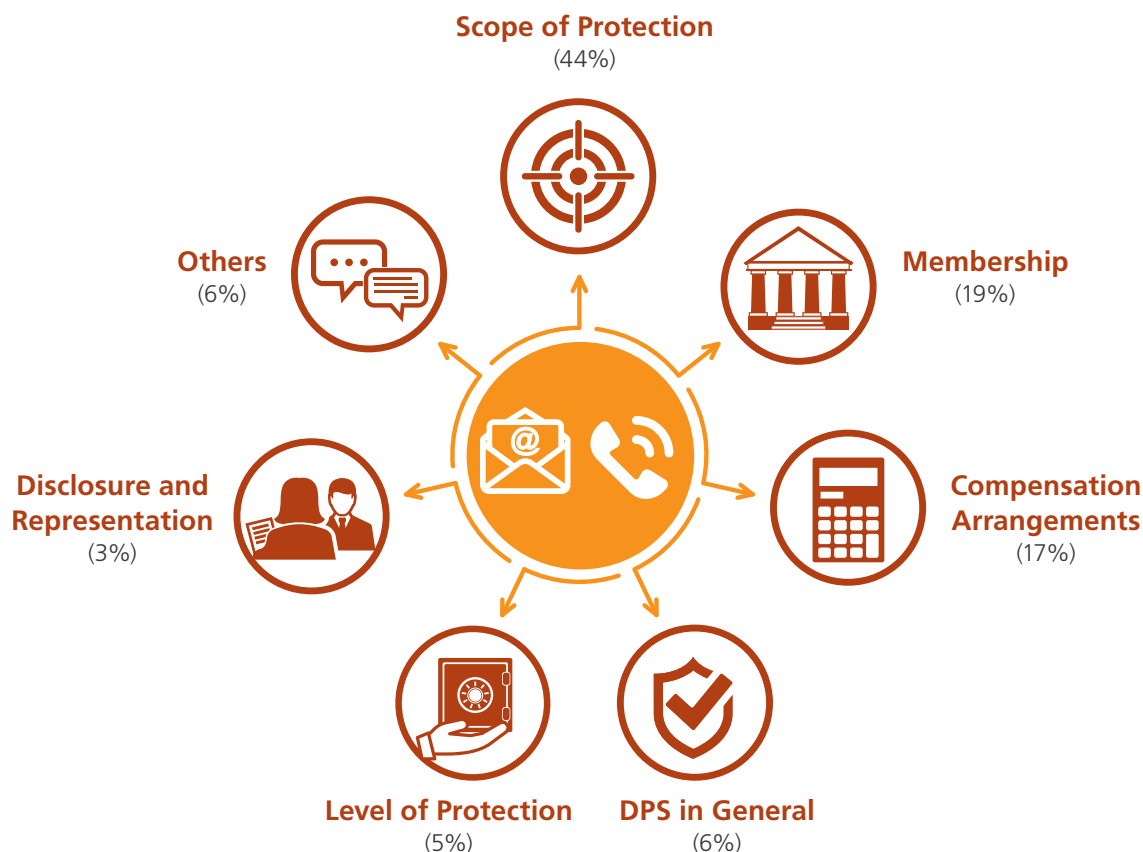 Scope of Protection
(44%)
Others
(6%)
Membership
(19%)
@
Disclosure and
Representation
(3%)
Compensation
Arrangements
(17%)
Level of Protection
(5%)
DPS in General
(6%)